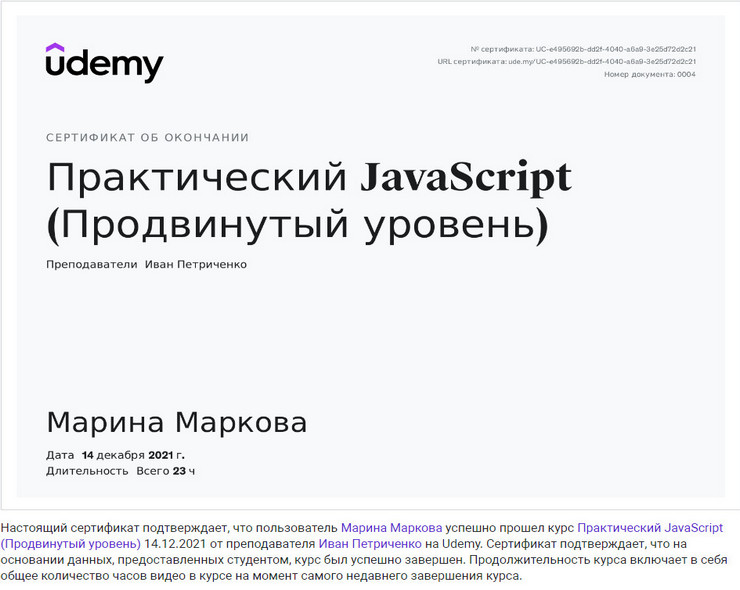 udemy
№ сертификата: UC-e495692b-dd2f-4040-a6a9-3e25d72d2c21
URL сертификата: ude.my/UC-e495692b-dd2f-4040-a6a9-3e25d72d2c21
Номер документа: 0004
СЕРТИФИКАТ ОБ ОКОНЧАНИИ
Практический JavaScript
(Продвинутый уровень)
Преподаватели Иван Петриченко
Марина Маркова
Дата 14 декабря 2021 г.
Длительность Всего 23 ч
Настоящий сертификат подтверждает, что пользователь Марина Маркова успешно прошел курс Практический JavaScript
(Продвинутый уровень) 14.12.2021 от преподавателя Иван Петриченко на Udemy. Сертификат подтверждает, что на
основании данных, предоставленных студентом, курс был успешно завершен. Продолжительность курса включает в себя
общее количество часов видео в курсе на момент самого недавнего завершения курса.